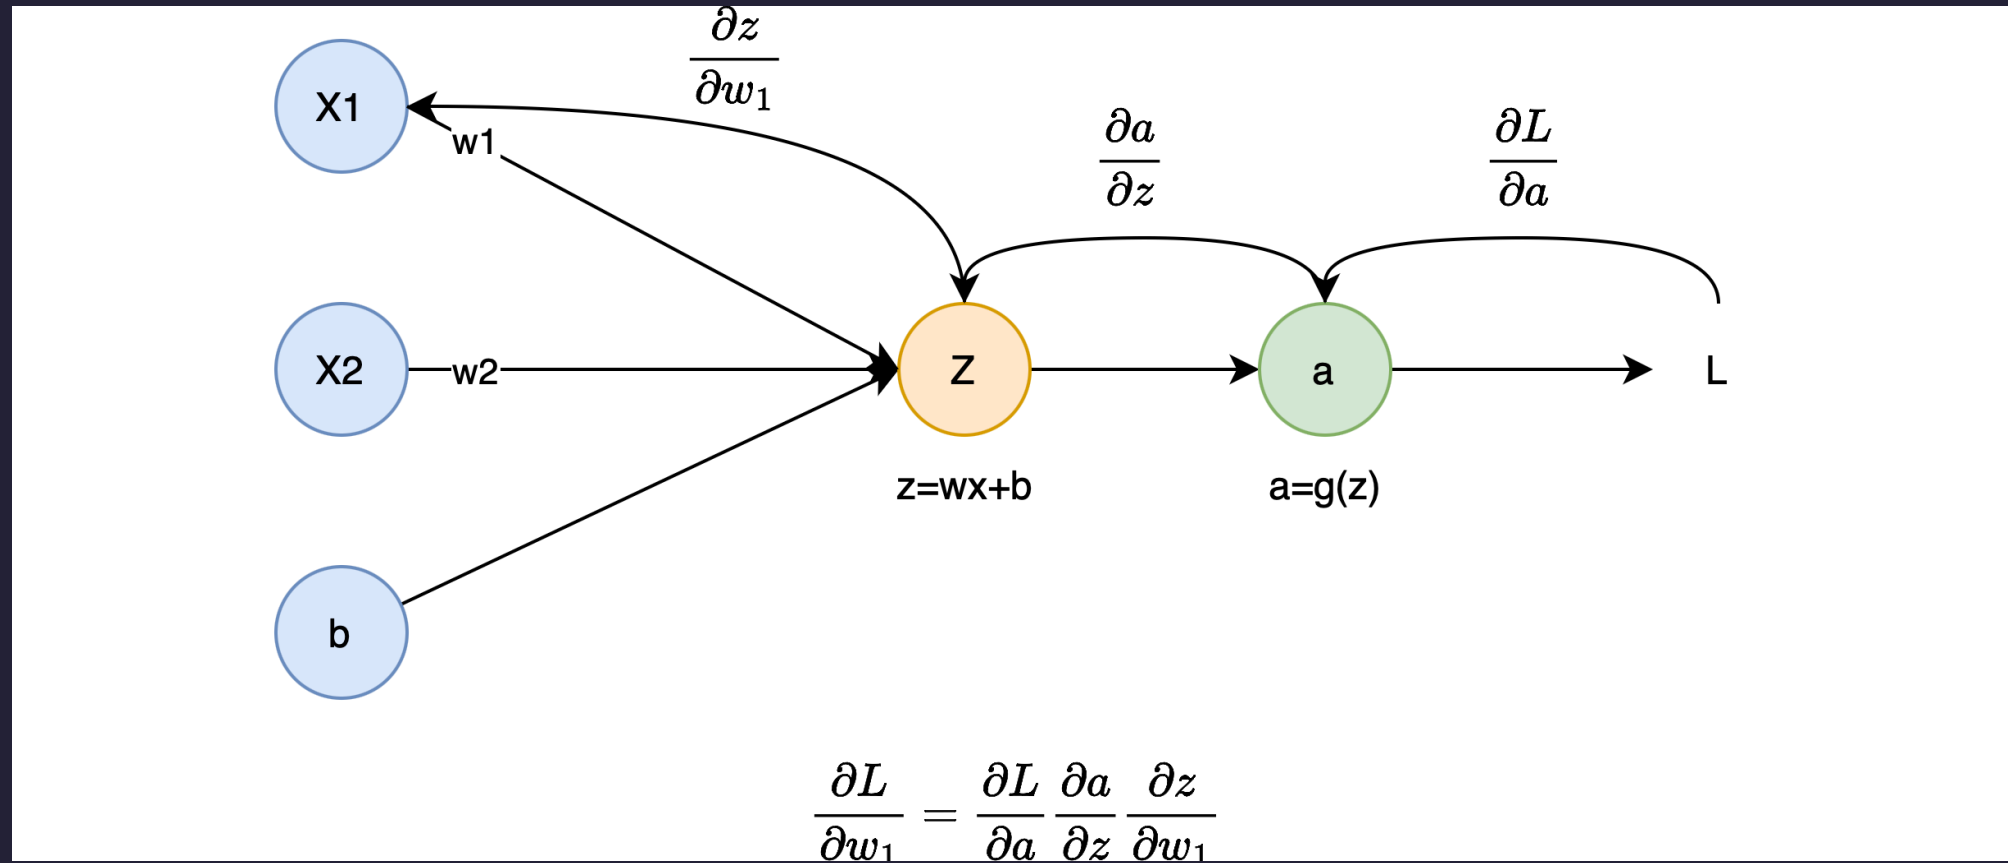 ∂z/∂w₁
X1
w1
∂a/∂z
∂L/∂a
X2
w2
Z
a
L
z=wx+b
a=g(z)
b
∂L/∂w₁ = ∂L/∂a ∂a/∂z ∂z/∂w₁